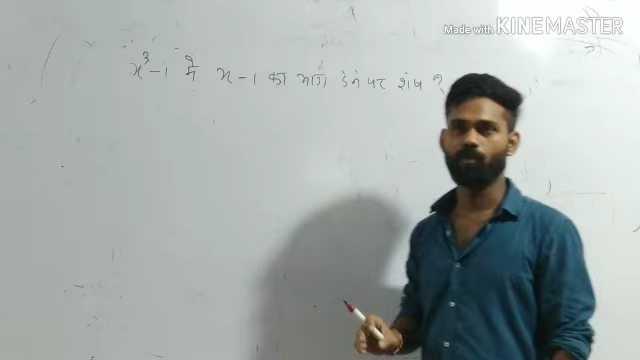 Made with KINEMASTER
x³-1 में x-1 का भाग देने पर शेष ?